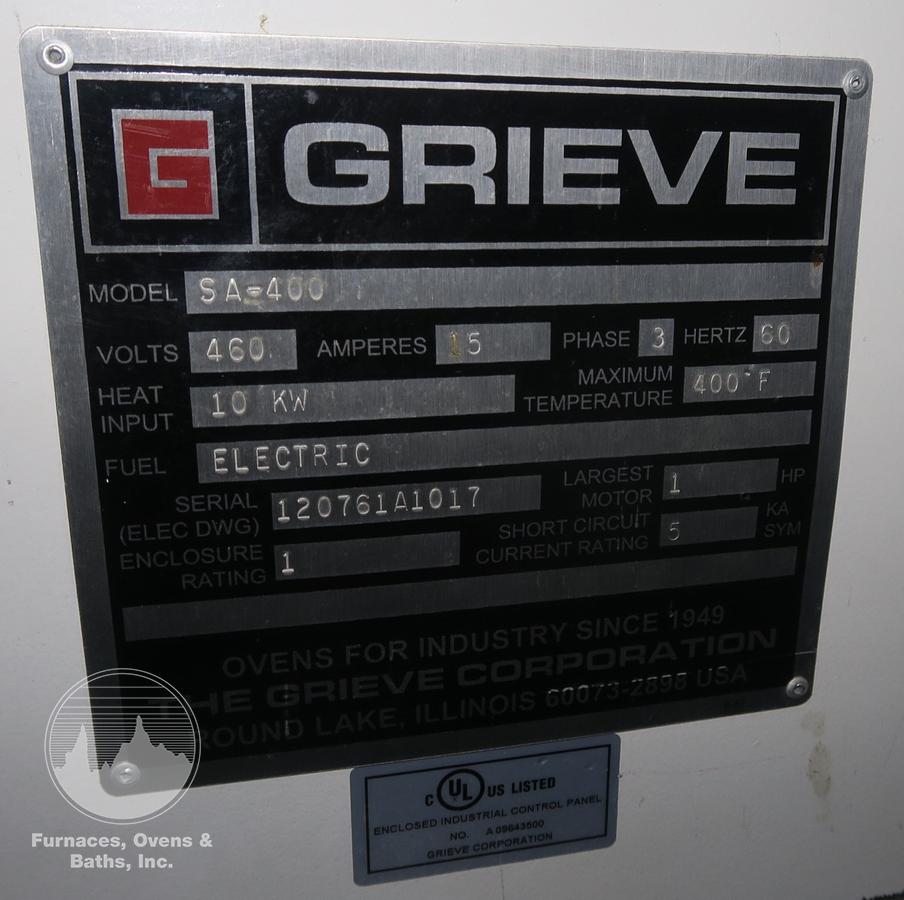 G GRIEVE
MODEL SA-400
VOLTS 460 AMPERES 15 PHASE 3 HERTZ 60
HEAT INPUT 10 KW MAXIMUM TEMPERATURE 400°F
FUEL ELECTRIC
SERIAL (ELEC DWG) 120761A1017 LARGEST MOTOR 1 HP
ENCLOSURE RATING 1 SHORT CIRCUIT CURRENT RATING 5 KA SYM
OVENS FOR INDUSTRY SINCE 1949
THE GRIEVE CORPORATION
ROUND LAKE, ILLINOIS 60073-2898 USA
C UL US LISTED
ENCLOSED INDUSTRIAL CONTROL PANEL
NO. A 09643500
GRIEVE CORPORATION
Furnaces, Ovens &
Baths, Inc.